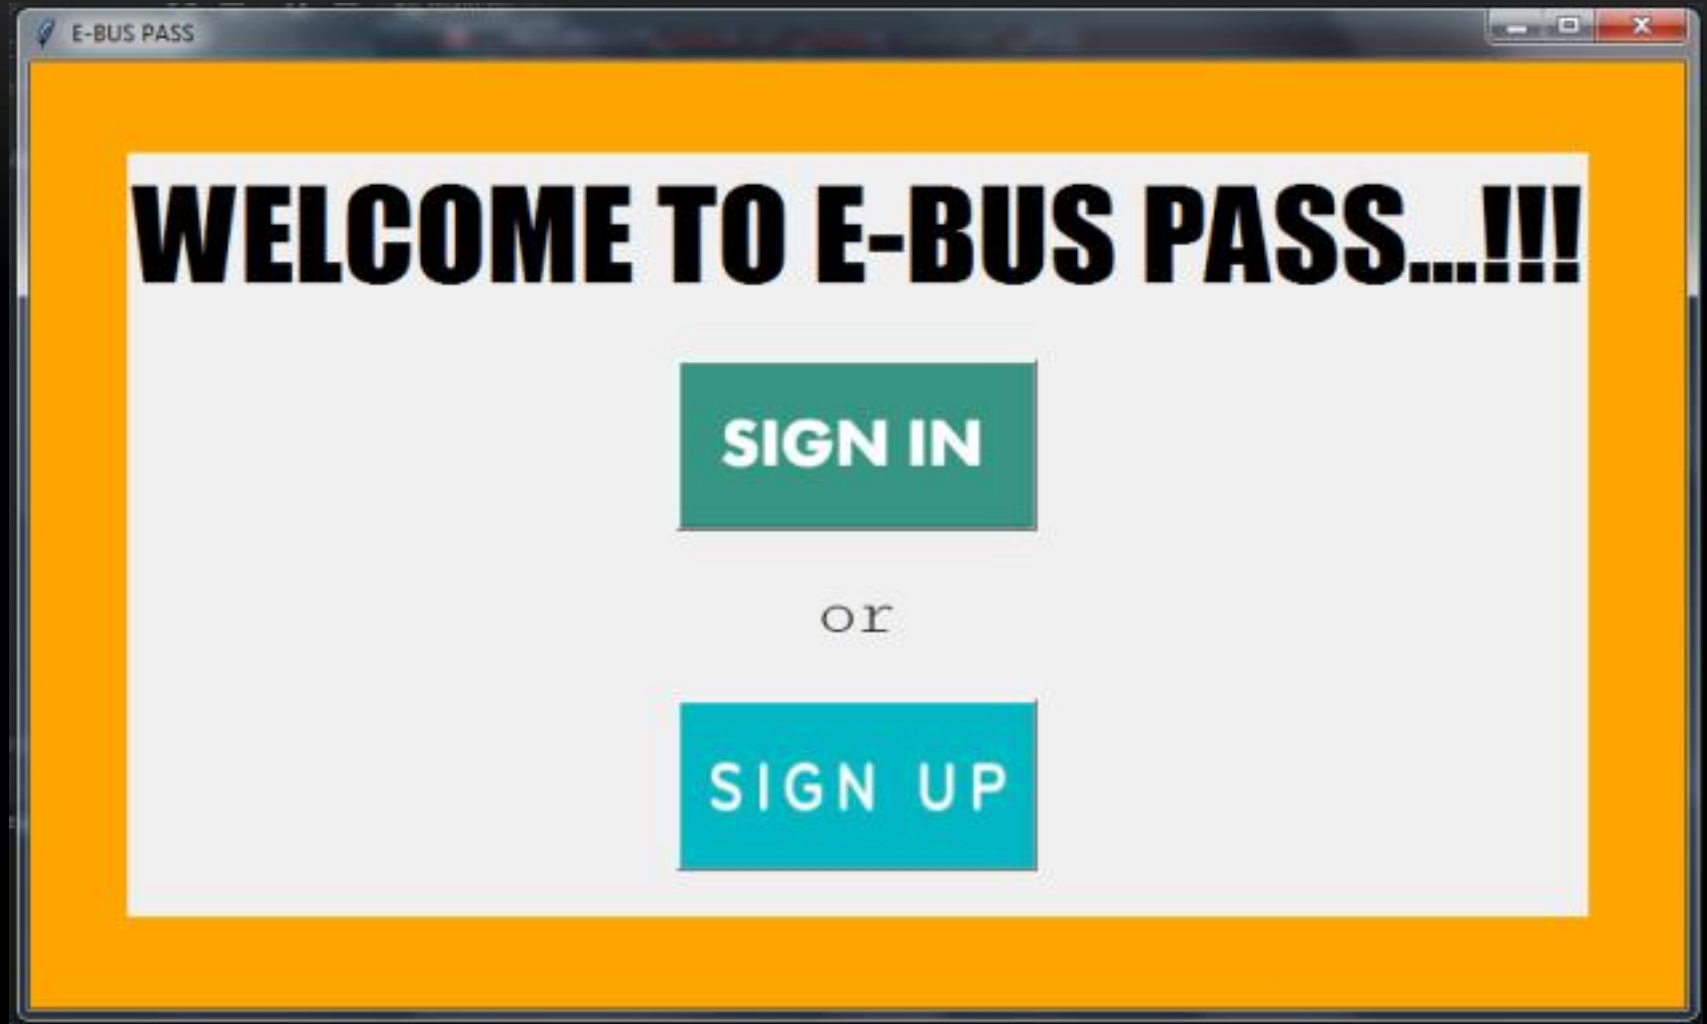 E-BUS PASS
WELCOME TO E-BUS PASS...!!!
SIGN IN
or
SIGN UP